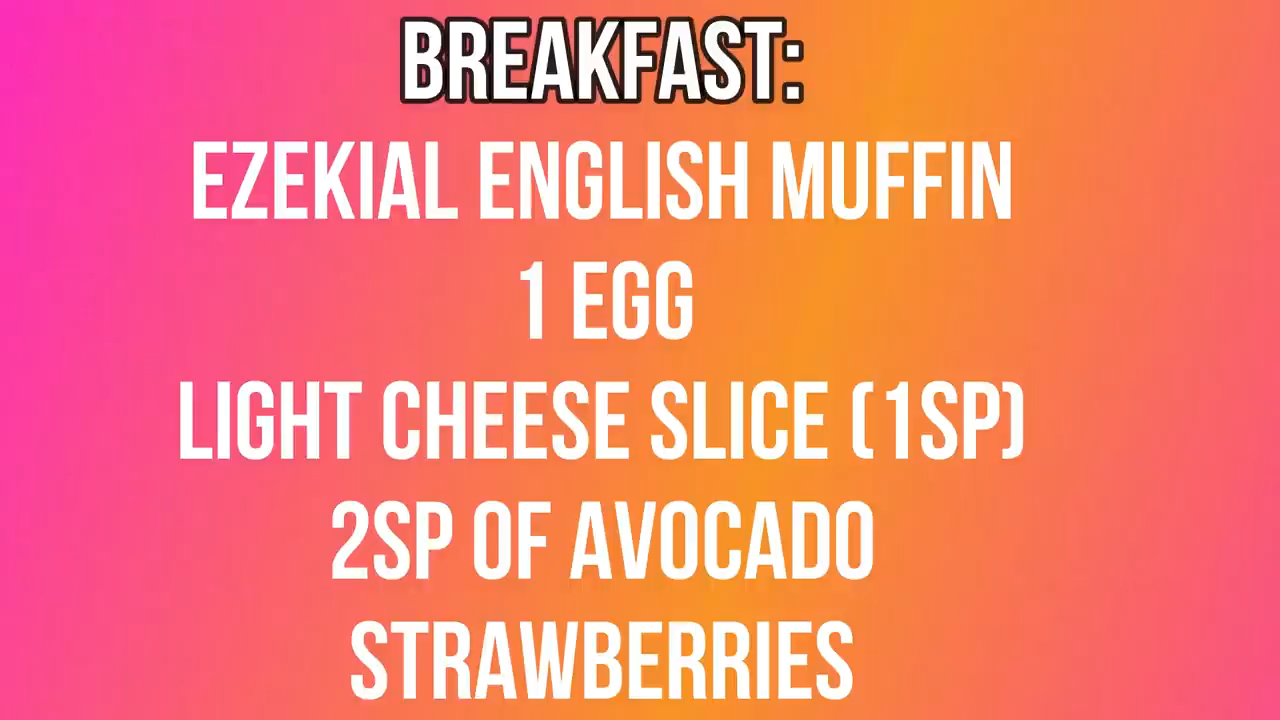 BREAKFAST:
EZEKIAL ENGLISH MUFFIN
1 EGG
LIGHT CHEESE SLICE (1SP)
2SP OF AVOCADO
STRAWBERRIES